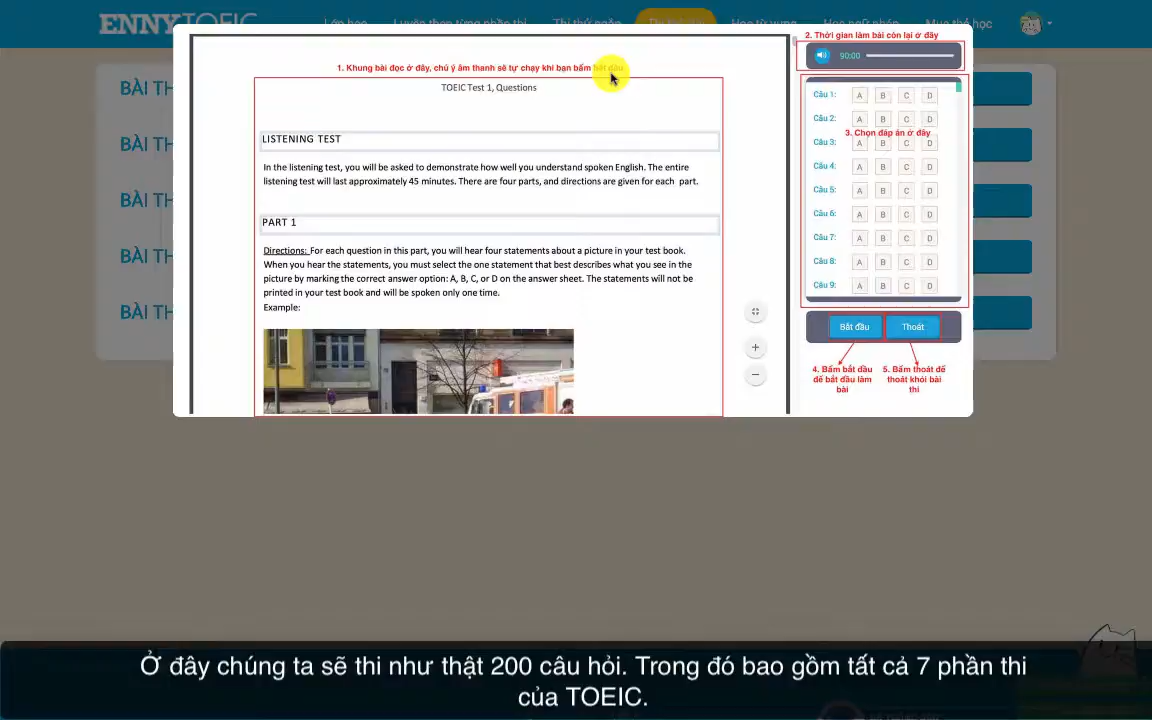 ENNY TOEIC
Lớp học Luyện theo từng phần thi Thi thử ngắn Học từ vựng Học ngữ pháp Mục thẻ học
BÀI TH
BÀI TH
BÀI TH
BÀI TH
BÀI TH
1. Khung bài đọc ở đây, chú ý âm thanh sẽ tự chạy khi bạn bấm bắt đầu
TOEIC Test 1, Questions
LISTENING TEST
In the listening test, you will be asked to demonstrate how well you understand spoken English. The entire
listening test will last approximately 45 minutes. There are four parts, and directions are given for each part.
PART 1
Directions: For each question in this part, you will hear four statements about a picture in your test book.
When you hear the statements, you must select the one statement that best describes what you see in the
picture by marking the correct answer option: A, B, C, or D on the answer sheet. The statements will not be
printed in your test book and will be spoken only one time.
Example:
2. Thời gian làm bài còn lại ở đây
90:00
Câu 1: A B C D
Câu 2: A B C D
3. Chọn đáp án ở đây
Câu 3: A B C D
Câu 4: A B C D
Câu 5: A B C D
Câu 6: A B C D
Câu 7: A B C D
Câu 8: A B C D
Câu 9: A B C D
Bắt đầu Thoát
4. Bấm bắt đầu
để bắt đầu làm
bài
5. Bấm thoát để
thoát khỏi bài
thi
Ở đây chúng ta sẽ thi như thật 200 câu hỏi. Trong đó bao gồm tất cả 7 phần thi
của TOEIC.